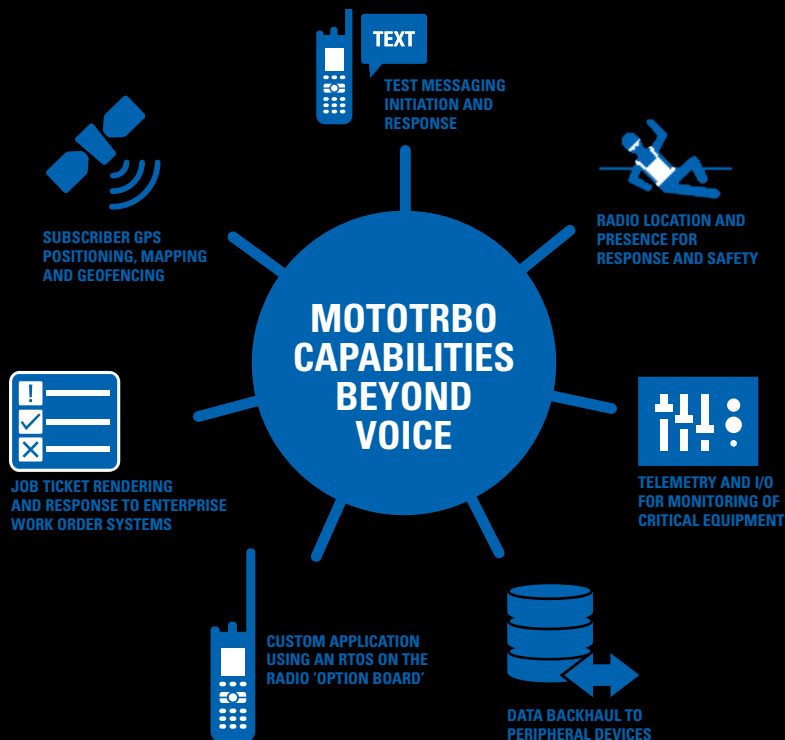 TEXT
TEST MESSAGING
INITIATION AND
RESPONSE
SUBSCRIBER GPS
POSITIONING, MAPPING
AND GEOFENCING
RADIO LOCATION AND
PRESENCE FOR
RESPONSE AND SAFETY
MOTOTRBO
CAPABILITIES
BEYOND
VOICE
JOB TICKET RENDERING
AND RESPONSE TO ENTERPRISE
WORK ORDER SYSTEMS
TELEMETRY AND I/O
FOR MONITORING OF
CRITICAL EQUIPMENT
CUSTOM APPLICATION
USING AN RTOS ON THE
RADIO ‘OPTION BOARD’
DATA BACKHAUL TO
PERIPHERAL DEVICES